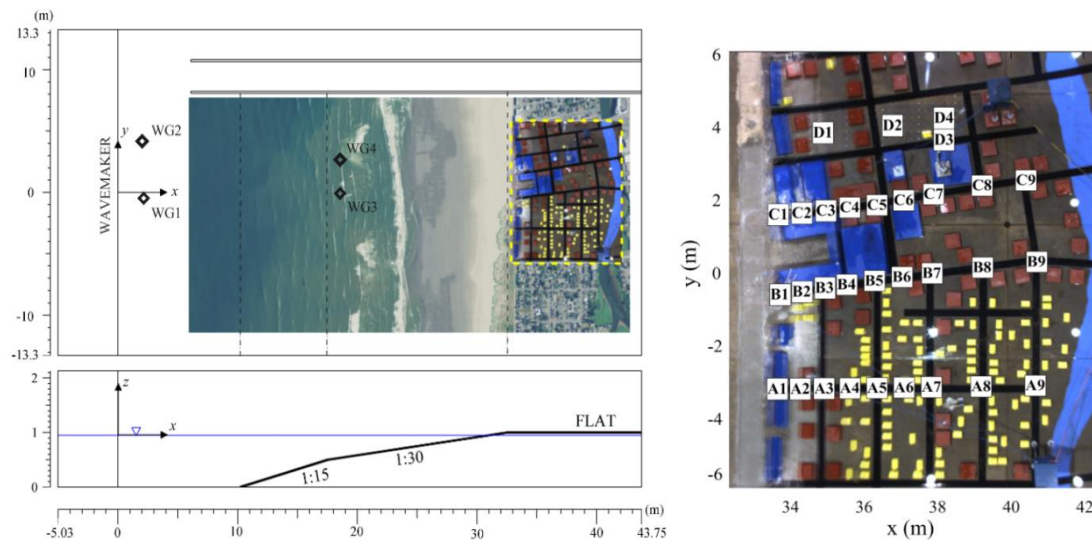 (m)
13.3
10
0
-10
-13.3
WAVEMAKER
y
x
WG2
WG1
WG4
WG3
2
1
0
z
x
1:15
1:30
FLAT
-5.03 0 10 20 30 40 43.75 (m)
6
4
2
0
-2
-4
-6
y (m)
D1 D2 D4
D3
C1 C2 C3 C4 C5 C6 C7 C8 C9
B1 B2 B3 B4 B5 B6 B7 B8 B9
A1 A2 A3 A4 A5 A6 A7 A8 A9
34 36 38 40 42
x (m)